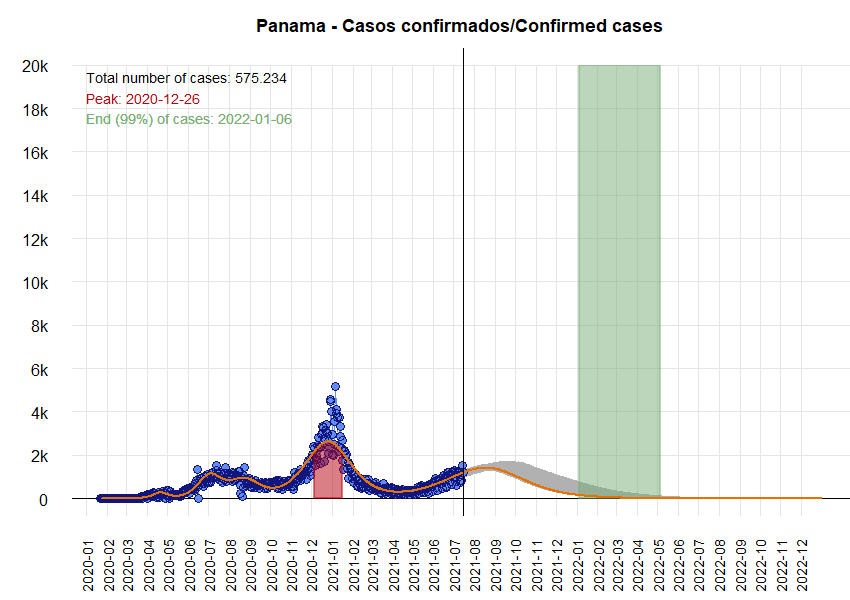 Panama - Casos confirmados/Confirmed cases
20k
Total number of cases: 575.234
Peak: 2020-12-26
End (99%) of cases: 2022-01-06
18k
16k
14k
12k
10k
8k
6k
4k
2k
0
2020-01
2020-02
2020-03
2020-04
2020-05
2020-06
2020-07
2020-08
2020-09
2020-10
2020-11
2020-12
2021-01
2021-02
2021-03
2021-04
2021-05
2021-06
2021-07
2021-08
2021-09
2021-10
2021-11
2021-12
2022-01
2022-02
2022-03
2022-04
2022-05
2022-06
2022-07
2022-08
2022-09
2022-10
2022-11
2022-12